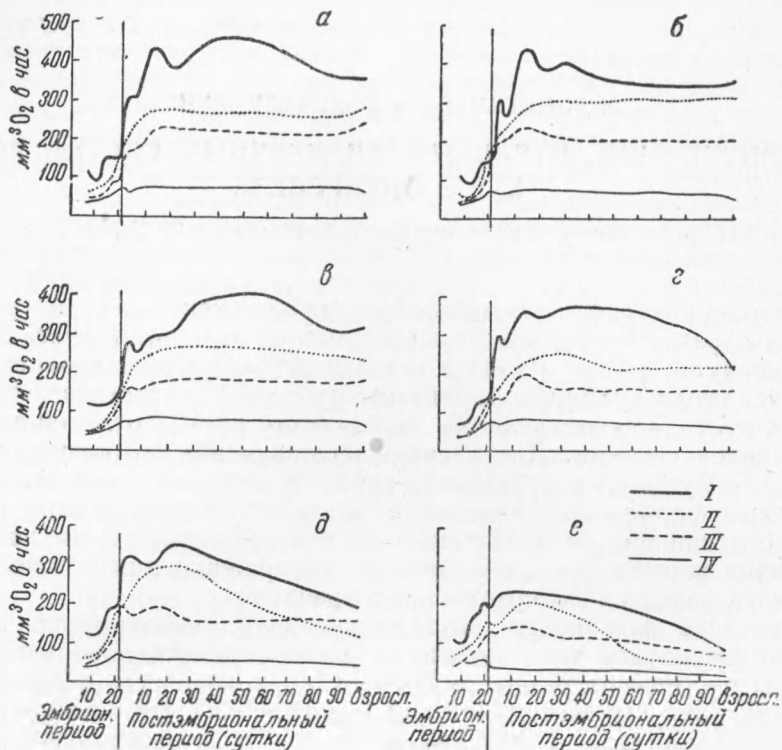 а
б
500
400
300
200
100
мм³O₂ в час
в
г
400
300
200
100
мм³O₂ в час
I
II
III
IV
д
е
400
300
200
100
мм³O₂ в час
10 20 10 20 30 40 50 60 70 80 90 взросл.
10 20 10 20 30 40 50 60 70 80 90 взросл.
Эмбрион. период
Постэмбриональный период (сутки)
Эмбрион. период
Постэмбриональный период (сутки)